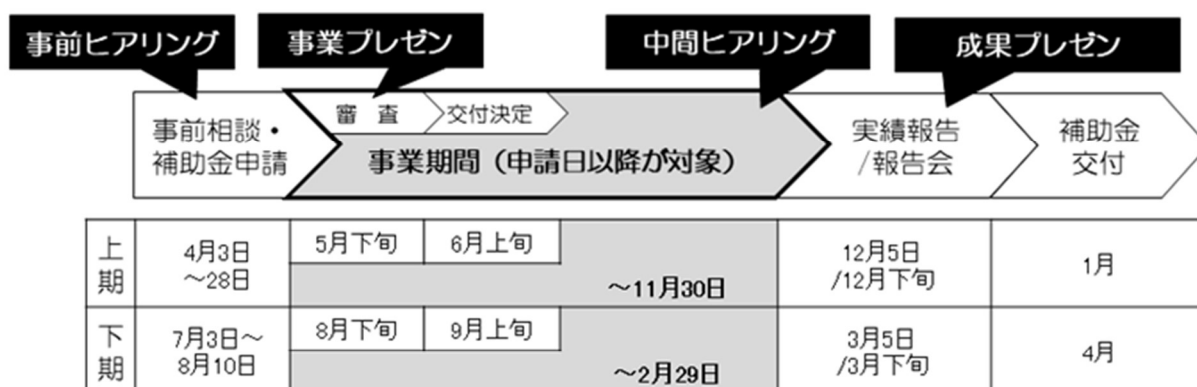 事前ヒアリング
事業プレゼン
中間ヒアリング
成果プレゼン
事前相談・
補助金申請
審 査
交付決定
事業期間（申請日以降が対象）
実績報告
/報告会
補助金
交付
上
期
4月3日
～28日
5月下旬
6月上旬
～11月30日
12月5日
/12月下旬
1月
下
期
7月3日～
8月10日
8月下旬
9月上旬
～2月29日
3月5日
/3月下旬
4月